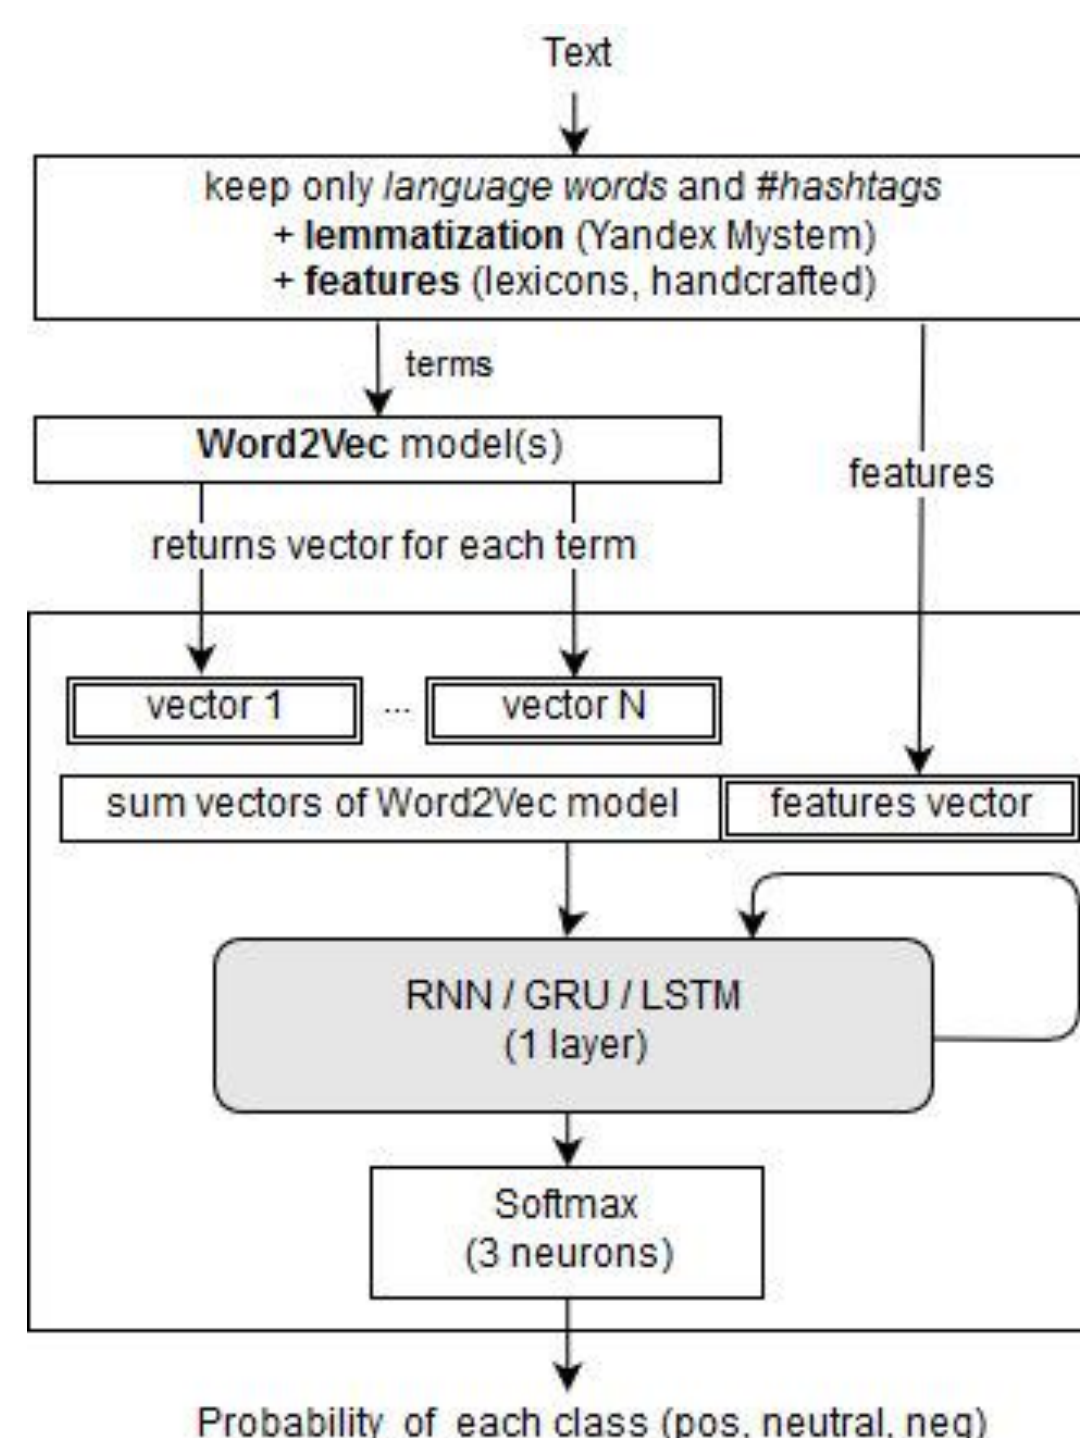 Text
keep only language words and #hashtags
+ lemmatization (Yandex Mystem)
+ features (lexicons, handcrafted)
terms
Word2Vec model(s)
features
returns vector for each term
vector 1 ... vector N
sum vectors of Word2Vec model features vector
RNN / GRU / LSTM
(1 layer)
Softmax
(3 neurons)
Probability of each class (pos, neutral, neg)